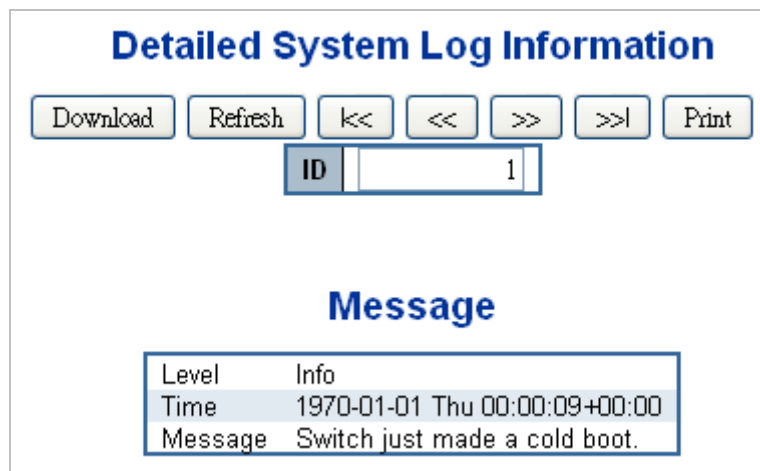 Detailed System Log Information
Download Refresh |<< << >> >>| Print
ID 1
Message
Level Info
Time 1970-01-01 Thu 00:00:09+00:00
Message Switch just made a cold boot.